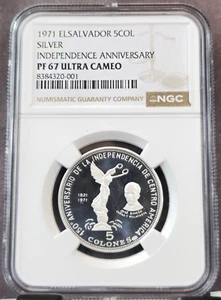 1971 ELSALVADOR 5COL
SILVER
INDEPENDENCE ANNIVERSARY
PF 67 ULTRA CAMEO
8384320-001
NGC
NUMISMATIC GUARANTY COMPANY
150 ANIVERSARIO DE LA INDEPENDENCIA DE CENTRO AMERICA
1821
1971
5
COLONES